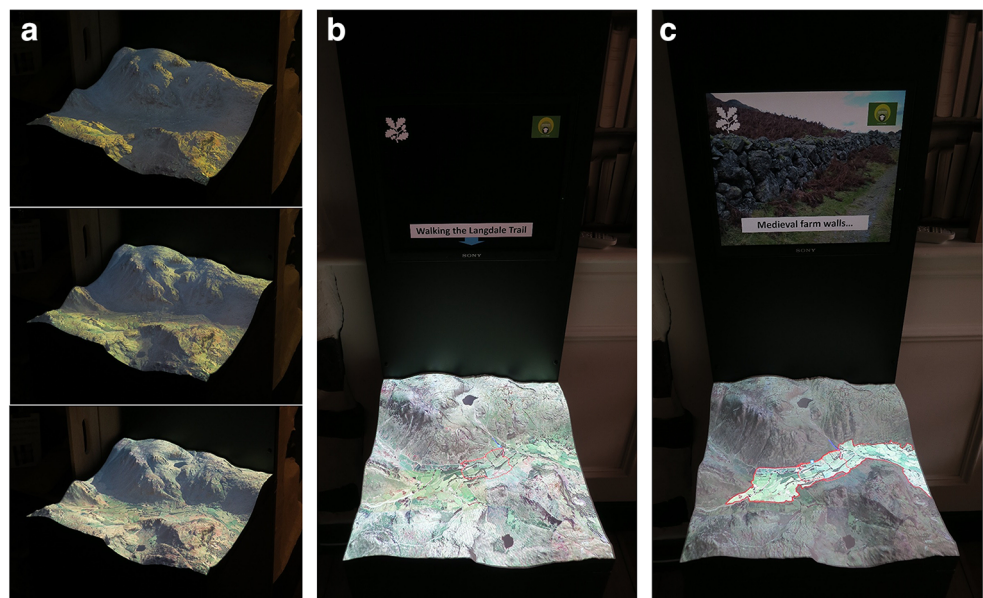 a
b
c
Walking the Langdale Trail
SONY
Medieval farm walls...
SONY